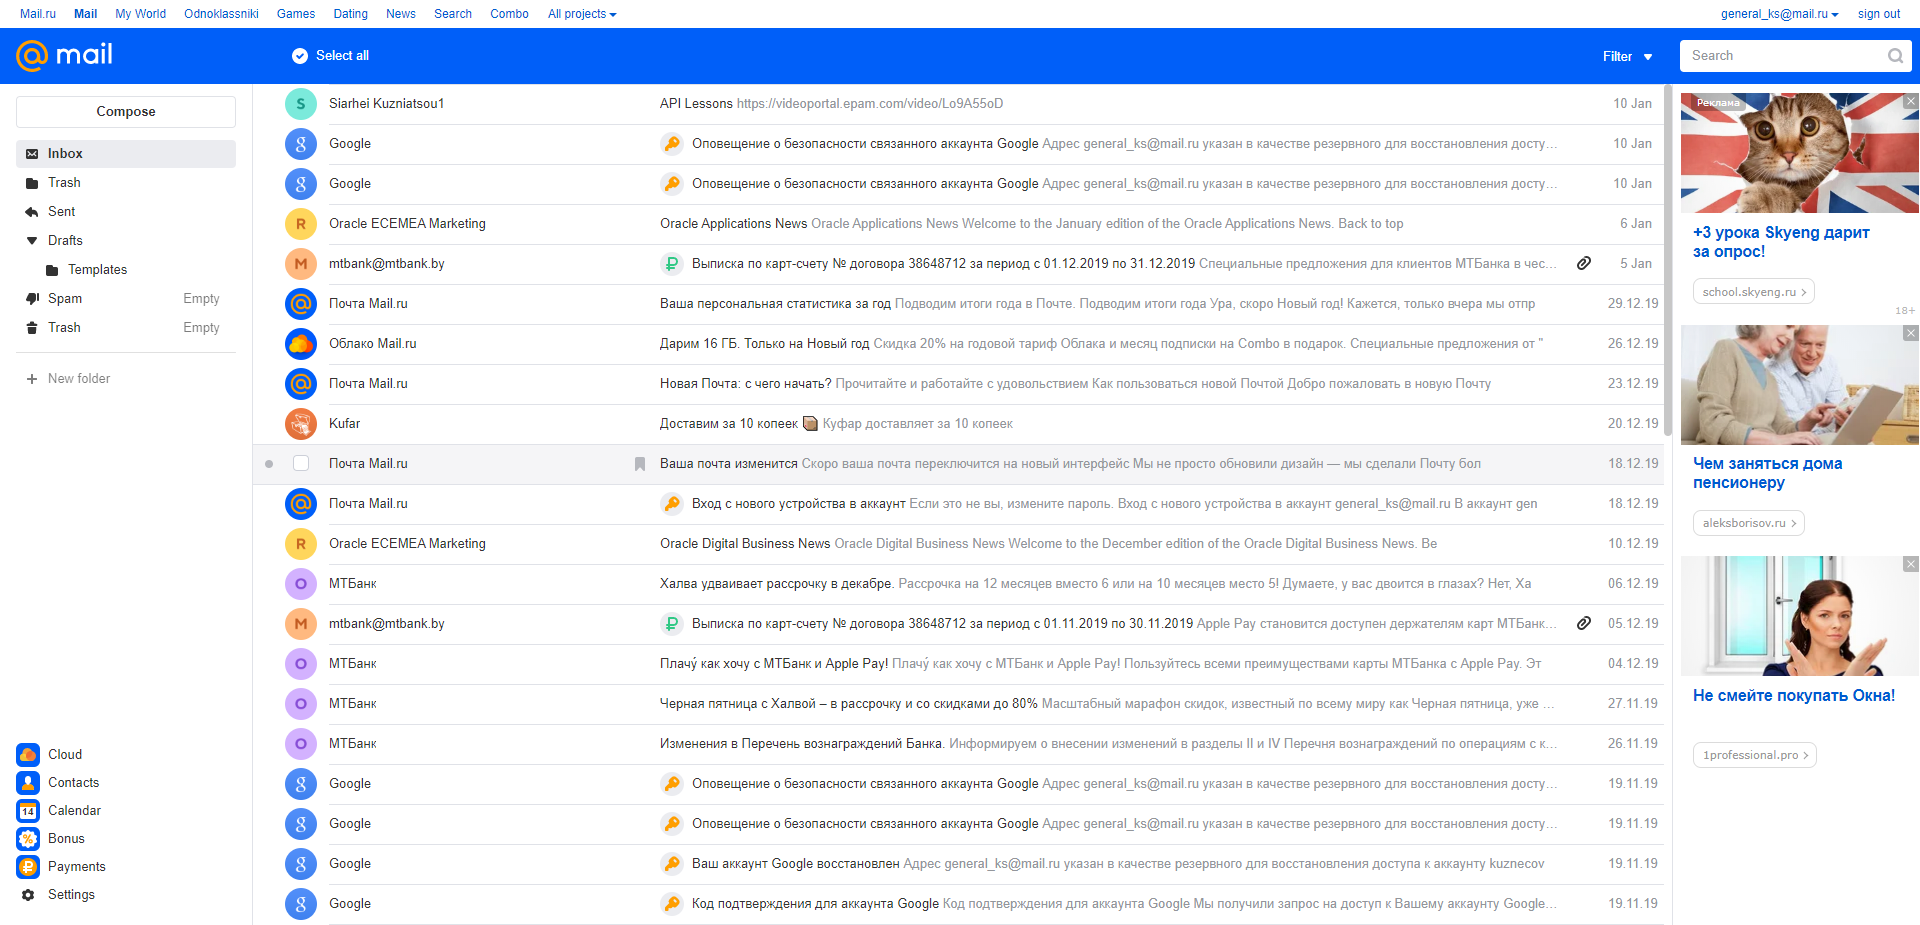 Mail.ru Mail My World Odnoklassniki Games Dating News Search Combo All projects general_ks@mail.ru sign out
@mail Select all Filter Search
Compose
Inbox
Trash
Sent
Drafts
Templates
Spam Empty
Trash Empty
New folder
Cloud
Contacts
14 Calendar
Bonus
Payments
Settings
S Siarhei Kuzniatsou1 API Lessons https://videoportal.epam.com/video/Lo9A55oD 10 Jan
g Google Оповещение о безопасности связанного аккаунта Google Адрес general_ks@mail.ru указан в качестве резервного для восстановления досту… 10 Jan
g Google Оповещение о безопасности связанного аккаунта Google Адрес general_ks@mail.ru указан в качестве резервного для восстановления досту… 10 Jan
R Oracle ECEMEA Marketing Oracle Applications News Oracle Applications News Welcome to the January edition of the Oracle Applications News. Back to top 6 Jan
M mtbank@mtbank.by Выписка по карт-счету № договора 38648712 за период с 01.12.2019 по 31.12.2019 Специальные предложения для клиентов МТБанка в чес… 5 Jan
@ Почта Mail.ru Ваша персональная статистика за год Подводим итоги года в Почте. Подводим итоги года Ура, скоро Новый год! Кажется, только вчера мы отпр 29.12.19
Облако Mail.ru Дарим 16 ГБ. Только на Новый год Скидка 20% на годовой тариф Облака и месяц подписки на Combo в подарок. Специальные предложения от " 26.12.19
@ Почта Mail.ru Новая Почта: с чего начать? Прочитайте и работайте с удовольствием Как пользоваться новой Почтой Добро пожаловать в новую Почту 23.12.19
Kufar Доставим за 10 копеек Куфар доставляет за 10 копеек 20.12.19
Почта Mail.ru Ваша почта изменится Скоро ваша почта переключится на новый интерфейс Мы не просто обновили дизайн — мы сделали Почту бол 18.12.19
@ Почта Mail.ru Вход с нового устройства в аккаунт Если это не вы, измените пароль. Вход с нового устройства в аккаунт general_ks@mail.ru В аккаунт gen 18.12.19
R Oracle ECEMEA Marketing Oracle Digital Business News Oracle Digital Business News Welcome to the December edition of the Oracle Digital Business News. Be 10.12.19
О МТБанк Халва удваивает рассрочку в декабре. Рассрочка на 12 месяцев вместо 6 или на 10 месяцев место 5! Думаете, у вас двоится в глазах? Нет, Ха 06.12.19
M mtbank@mtbank.by Выписка по карт-счету № договора 38648712 за период с 01.11.2019 по 30.11.2019 Apple Pay становится доступен держателям карт МТБанк… 05.12.19
О МТБанк Плачу́ как хочу с МТБанк и Apple Pay! Плачу́ как хочу с МТБанк и Apple Pay! Пользуйтесь всеми преимуществами карты МТБанка с Apple Pay. Эт 04.12.19
О МТБанк Черная пятница с Халвой – в рассрочку и со скидками до 80% Масштабный марафон скидок, известный по всему миру как Черная пятница, уже … 27.11.19
О МТБанк Изменения в Перечень вознаграждений Банка. Информируем о внесении изменений в разделы II и IV Перечня вознаграждений по операциям с к… 26.11.19
g Google Оповещение о безопасности связанного аккаунта Google Адрес general_ks@mail.ru указан в качестве резервного для восстановления досту… 19.11.19
g Google Оповещение о безопасности связанного аккаунта Google Адрес general_ks@mail.ru указан в качестве резервного для восстановления досту… 19.11.19
g Google Ваш аккаунт Google восстановлен Адрес general_ks@mail.ru указан в качестве резервного для восстановления доступа к аккаунту kuznecov 19.11.19
g Google Код подтверждения для аккаунта Google Код подтверждения для аккаунта Google Мы получили запрос на доступ к Вашему аккаунту Google… 19.11.19
Реклама
+3 урока Skyeng дарит
за опрос!
school.skyeng.ru
18+
Чем заняться дома
пенсионеру
aleksborisov.ru
Не смейте покупать Окна!
1professional.pro